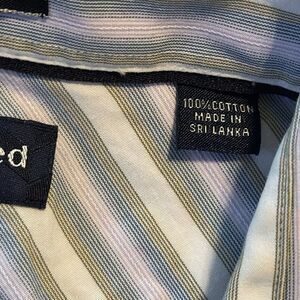 100% COTTON
MADE IN
SRI LANKA
ed